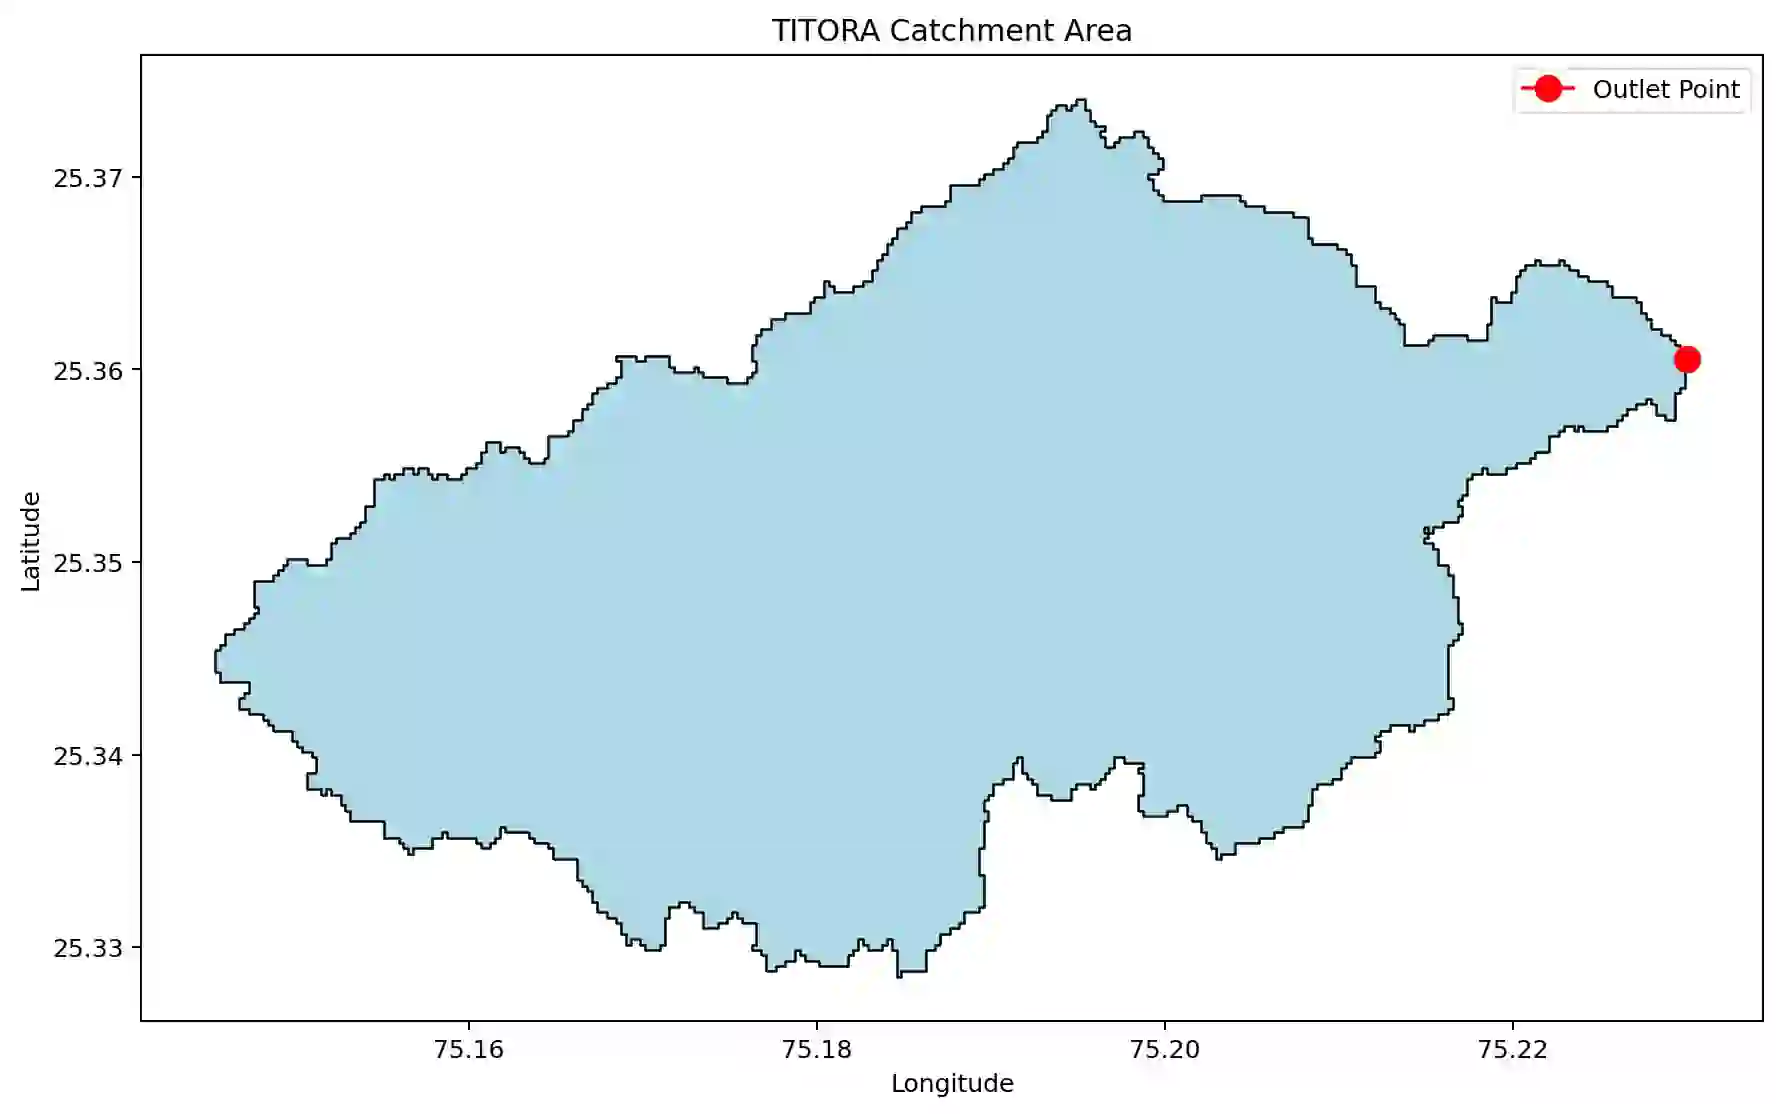 TITORA Catchment Area
Outlet Point
25.37
25.36
25.35
25.34
25.33
Latitude
75.16
75.18
75.20
75.22
Longitude